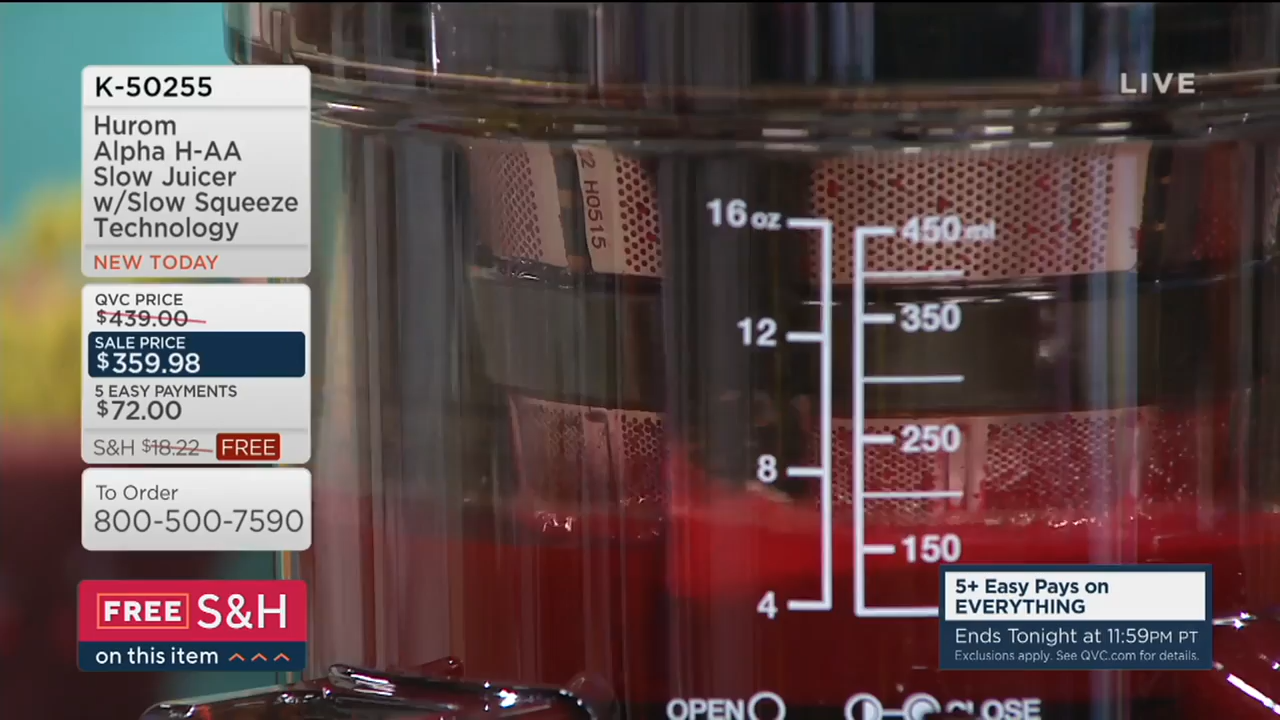 K-50255
Hurom
Alpha H-AA
Slow Juicer
w/Slow Squeeze
Technology
NEW TODAY
QVC PRICE
$439.00
SALE PRICE
$359.98
5 EASY PAYMENTS
$72.00
S&H $18.22 FREE
To Order
800-500-7590
FREE S&H
on this item
LIVE
H0515
16 oz
450 ml
12
350
8
250
4
150
OPEN
CLOSE
5+ Easy Pays on
EVERYTHING
Ends Tonight at 11:59PM PT
Exclusions apply. See QVC.com for details.